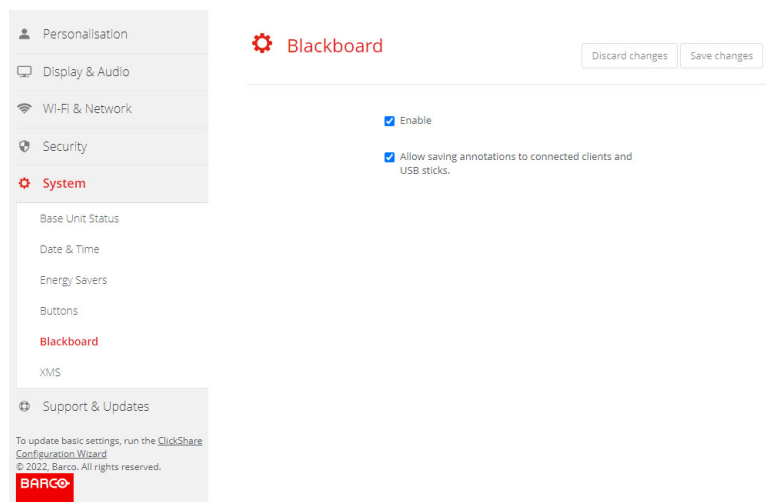 Personalisation
Display & Audio
Wi-Fi & Network
Security
System
Base Unit Status
Date & Time
Energy Savers
Buttons
Blackboard
XMS
Support & Updates
To update basic settings, run the ClickShare
Configuration Wizard
© 2022, Barco. All rights reserved.
BARCO
Blackboard
Discard changes
Save changes
Enable
Allow saving annotations to connected clients and
USB sticks.